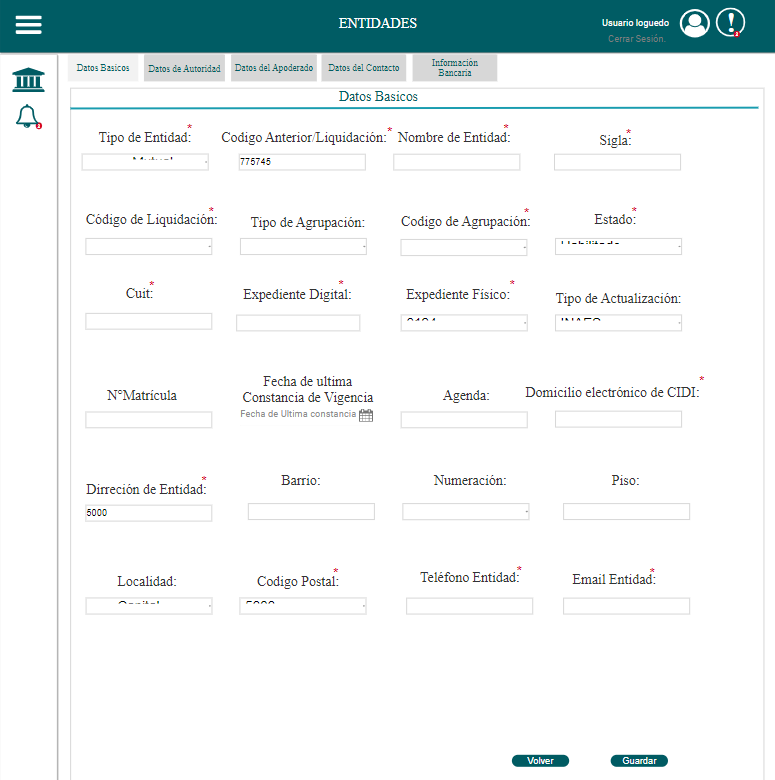 ENTIDADES
Usuario loguedo
Cerrar Sesión.
Datos Basicos
Datos de Autoridad
Datos del Apoderado
Datos del Contacto
Información
Bancaria
Datos Basicos
Tipo de Entidad:*
Codigo Anterior/Liquidación:*
Nombre de Entidad:*
Sigla:*
775745
Código de Liquidación:*
Tipo de Agrupación:
Codigo de Agrupación:*
Estado:*
Cuit:*
Expediente Digital:*
Expediente Físico:*
Tipo de Actualización:
N°Matrícula
Fecha de ultima
Constancia de Vigencia
Fecha de Ultima constancia
Agenda:
Domicilio electrónico de CIDI:*
Dirreción de Entidad:*
Barrio:
Numeración:
Piso:
5000
Localidad:
Codigo Postal:*
Teléfono Entidad:*
Email Entidad:*
Volver
Guardar